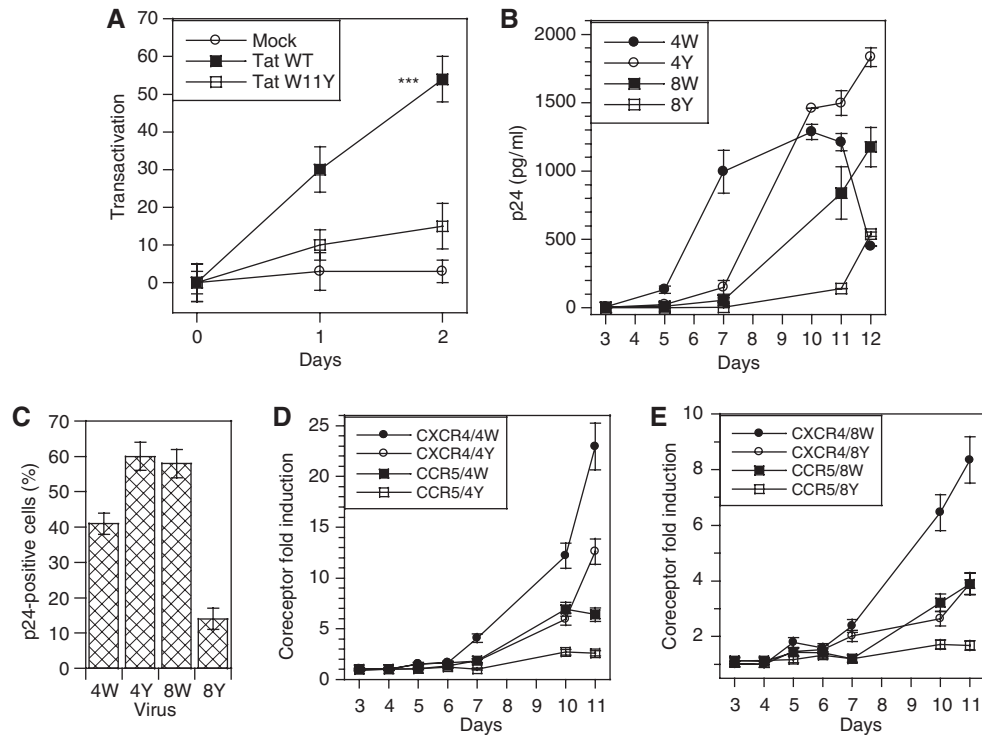 A
Transactivation
70
60
50
40
30
20
10
0
Mock
Tat WT
Tat W11Y
***
0 1 2
Days
B
p24 (pg/ml)
2000
1500
1000
500
0
4W
4Y
8W
8Y
3 4 5 6 7 8 9 10 11 12
Days
C
p24-positive cells (%)
70
60
50
40
30
20
10
0
4W 4Y 8W 8Y
Virus
D
Coreceptor fold induction
25
20
15
10
5
0
CXCR4/4W
CXCR4/4Y
CCR5/4W
CCR5/4Y
3 4 5 6 7 8 9 10 11
Days
E
Coreceptor fold induction
10
8
6
4
2
CXCR4/8W
CXCR4/8Y
CCR5/8W
CCR5/8Y
3 4 5 6 7 8 9 10 11
Days